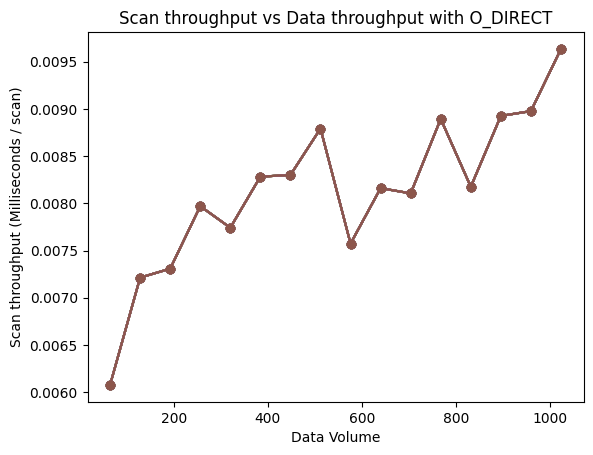 Scan throughput vs Data throughput with O_DIRECT
Scan throughput (Milliseconds / scan)
0.0095
0.0090
0.0085
0.0080
0.0075
0.0070
0.0065
0.0060
200 400 600 800 1000
Data Volume